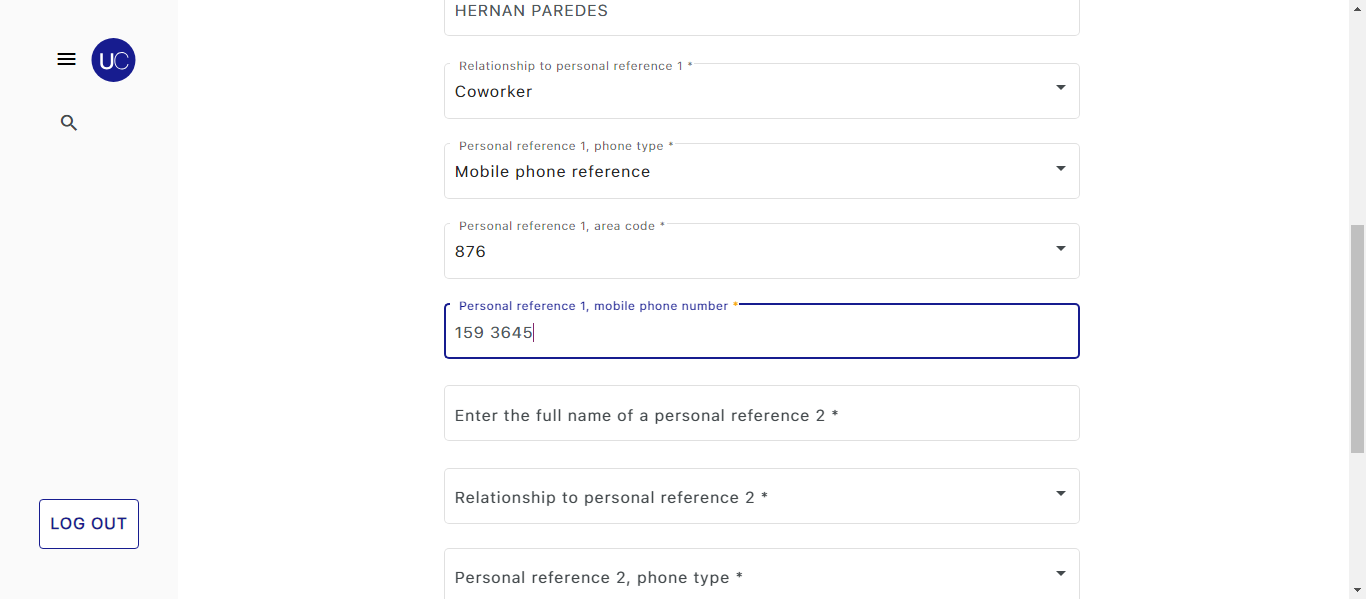 HERNAN PAREDES
UC
Relationship to personal reference 1 *
Coworker
Personal reference 1, phone type *
Mobile phone reference
Personal reference 1, area code *
876
Personal reference 1, mobile phone number *
159 3645
Enter the full name of a personal reference 2 *
Relationship to personal reference 2 *
LOG OUT
Personal reference 2, phone type *